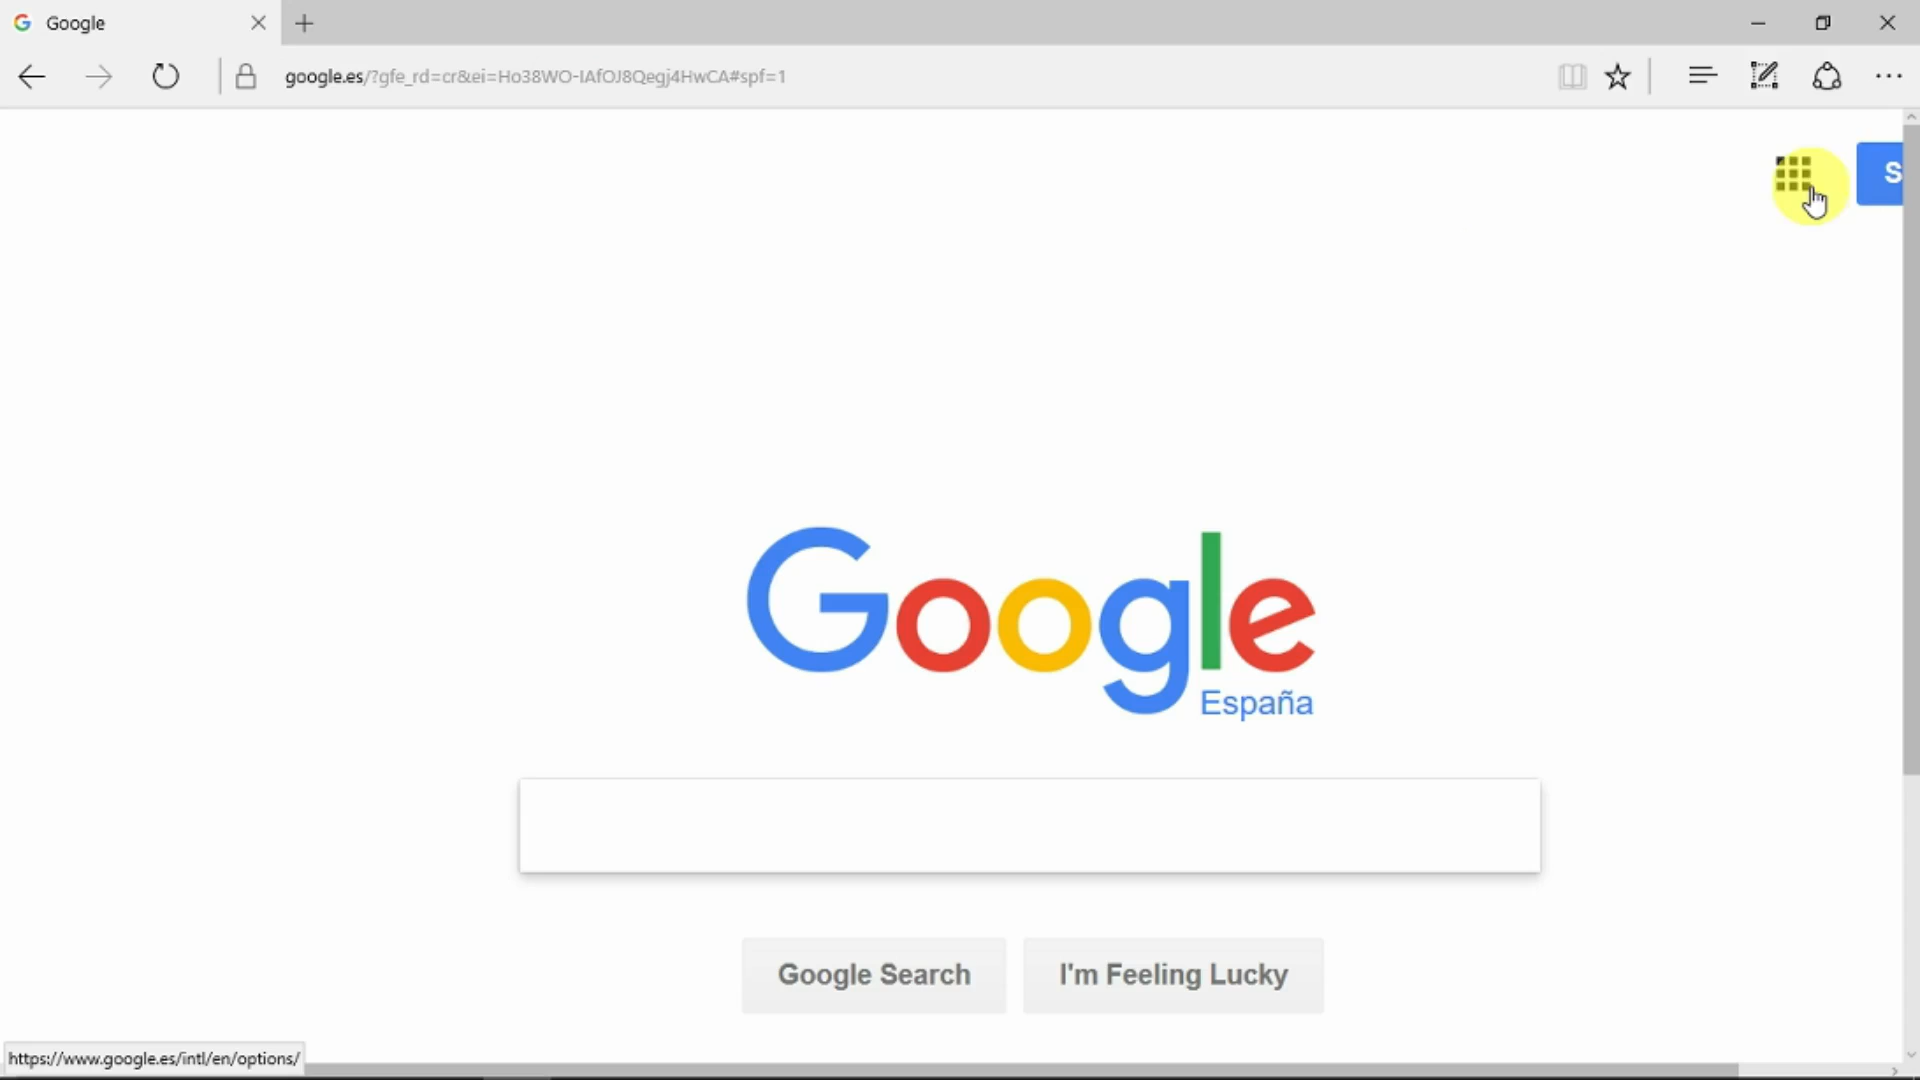 Google
google.es/?gfe_rd=cr&ei=Ho38WO-IAfOJ8Qegj4HwCA#spf=1
S
Google
España
Google Search
I'm Feeling Lucky
https://www.google.es/intl/en/options/